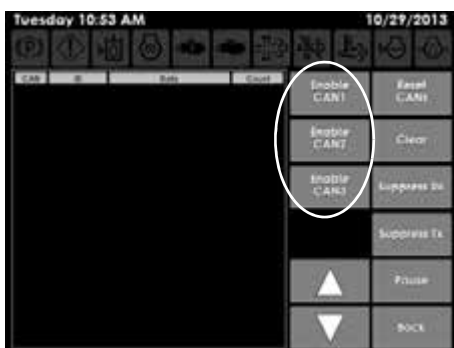 Tuesday 10:53 AM 10/29/2013
(P)
CAN ID Data Count
Enable CAN1
Reset CANs
Enable CAN2
Clear
Enable CAN3
Suppress Rx
Suppress Tx
Pause
Back